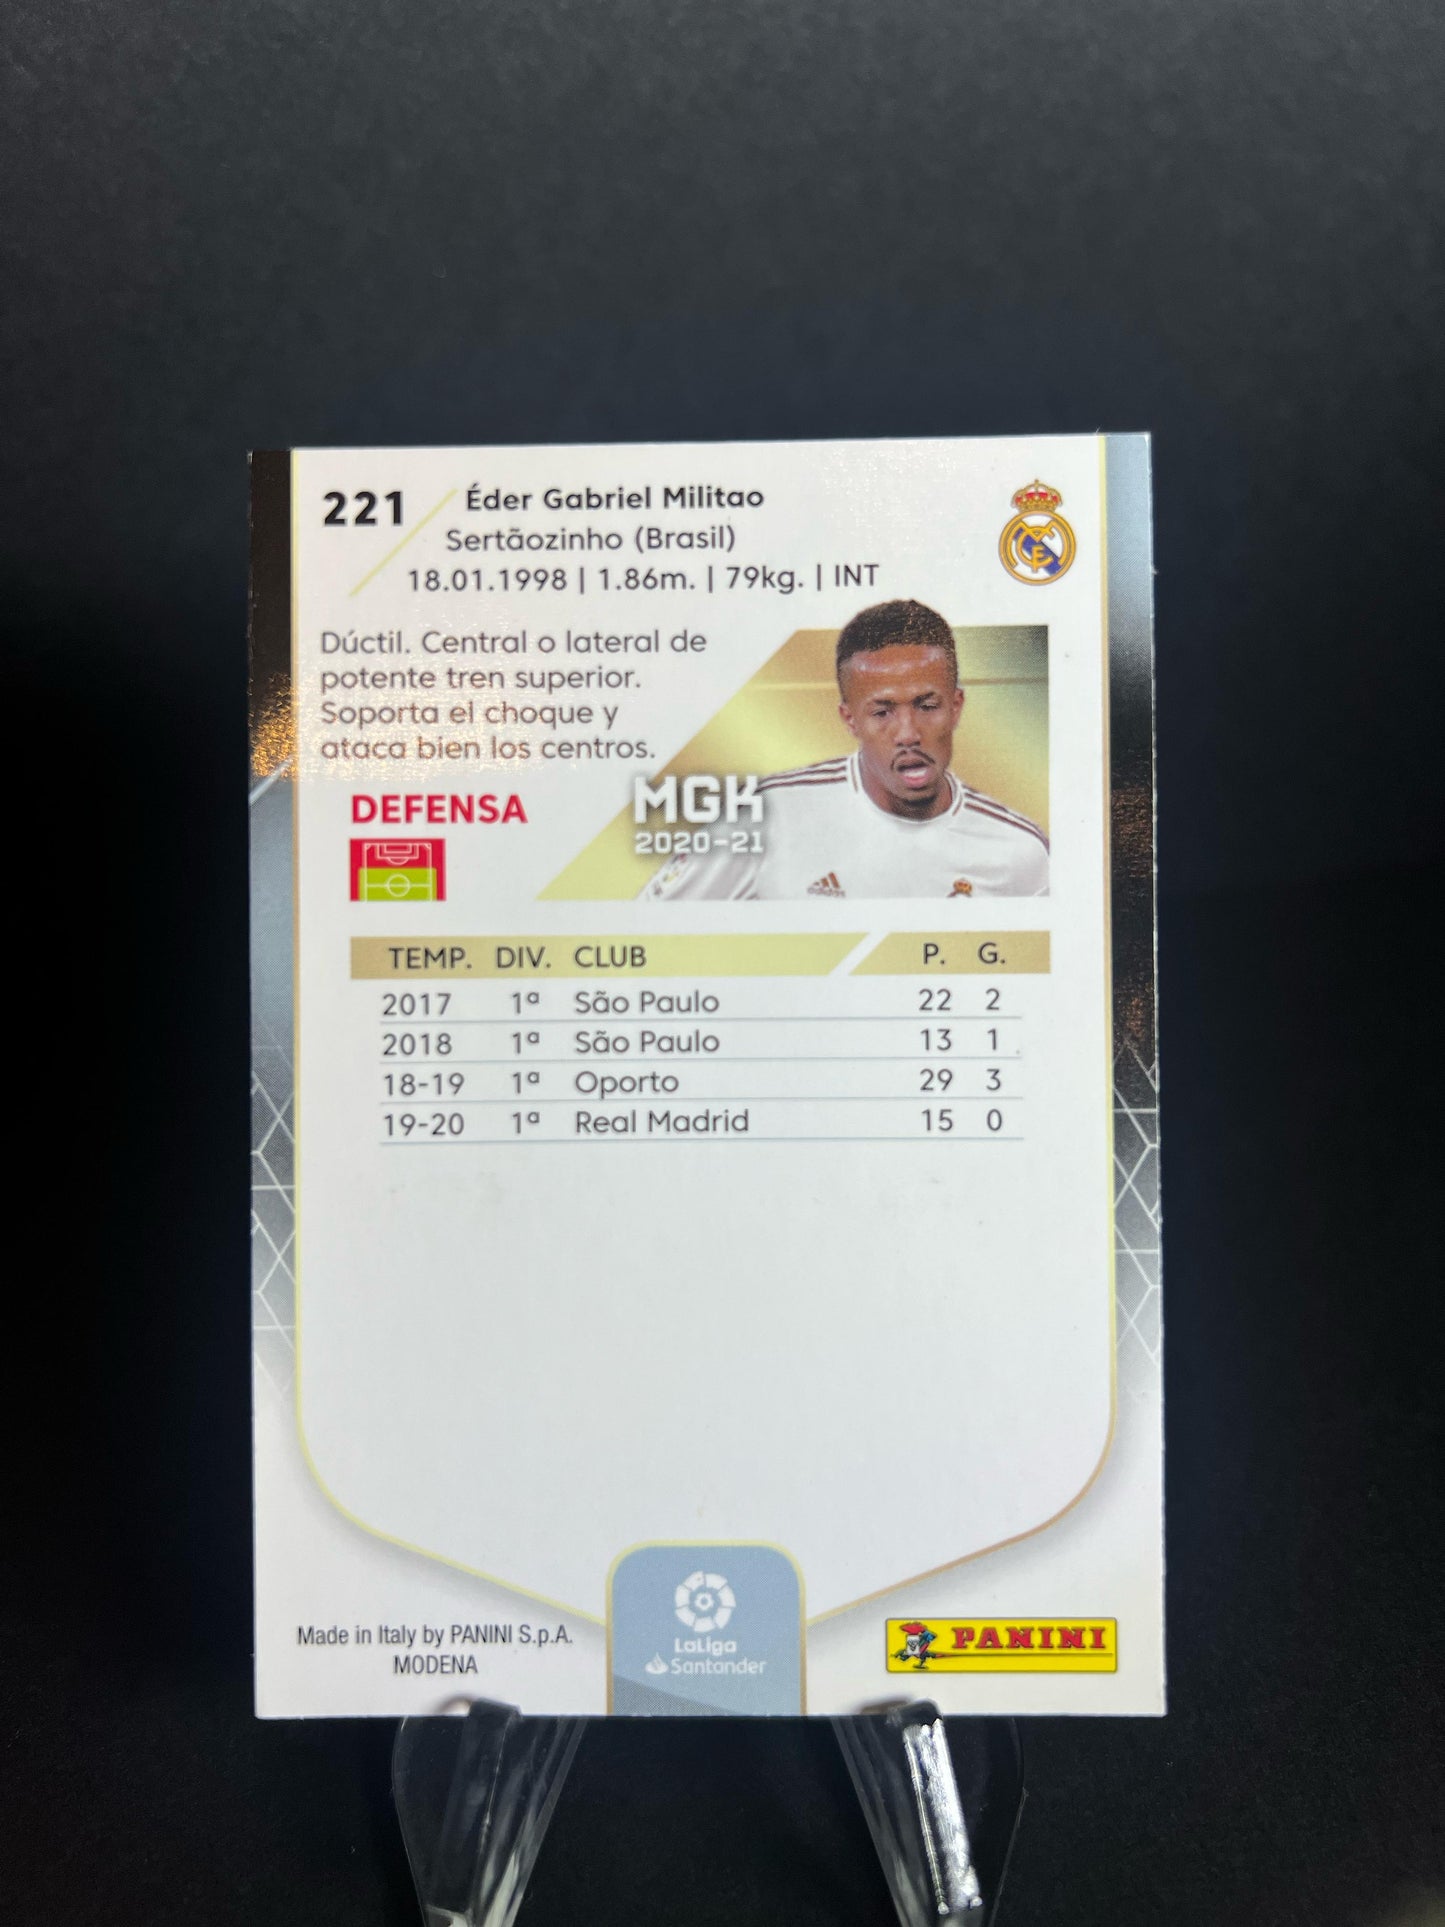 221
Éder Gabriel Militao
Sertãozinho (Brasil)
18.01.1998 | 1.86m. | 79kg. | INT
Dúctil. Central o lateral de
potente tren superior.
Soporta el choque y
ataca bien los centros.
DEFENSA
MGK
2020-21
adidas
TEMP. DIV. CLUB P. G.
2017 1ª São Paulo 22 2
2018 1ª São Paulo 13 1
18-19 1ª Oporto 29 3
19-20 1ª Real Madrid 15 0
Made in Italy by PANINI S.p.A.
MODENA
LaLiga
Santander
PANINI